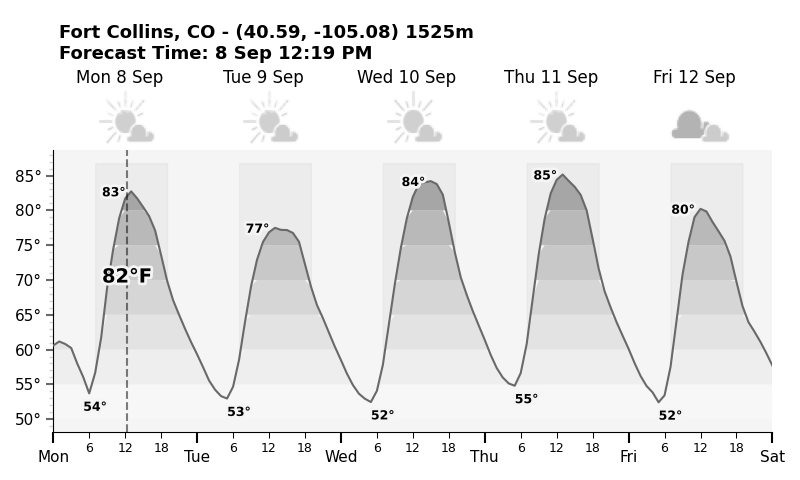 Fort Collins, CO - (40.59, -105.08) 1525m
Forecast Time: 8 Sep 12:19 PM
Mon 8 Sep Tue 9 Sep Wed 10 Sep Thu 11 Sep Fri 12 Sep
85°
80°
75°
70°
65°
60°
55°
50°
83° 77° 84° 85° 80°
82°F
54° 53° 52° 55° 52°
6 12 18 6 12 18 6 12 18 6 12 18 6 12 18
Mon Tue Wed Thu Fri Sat